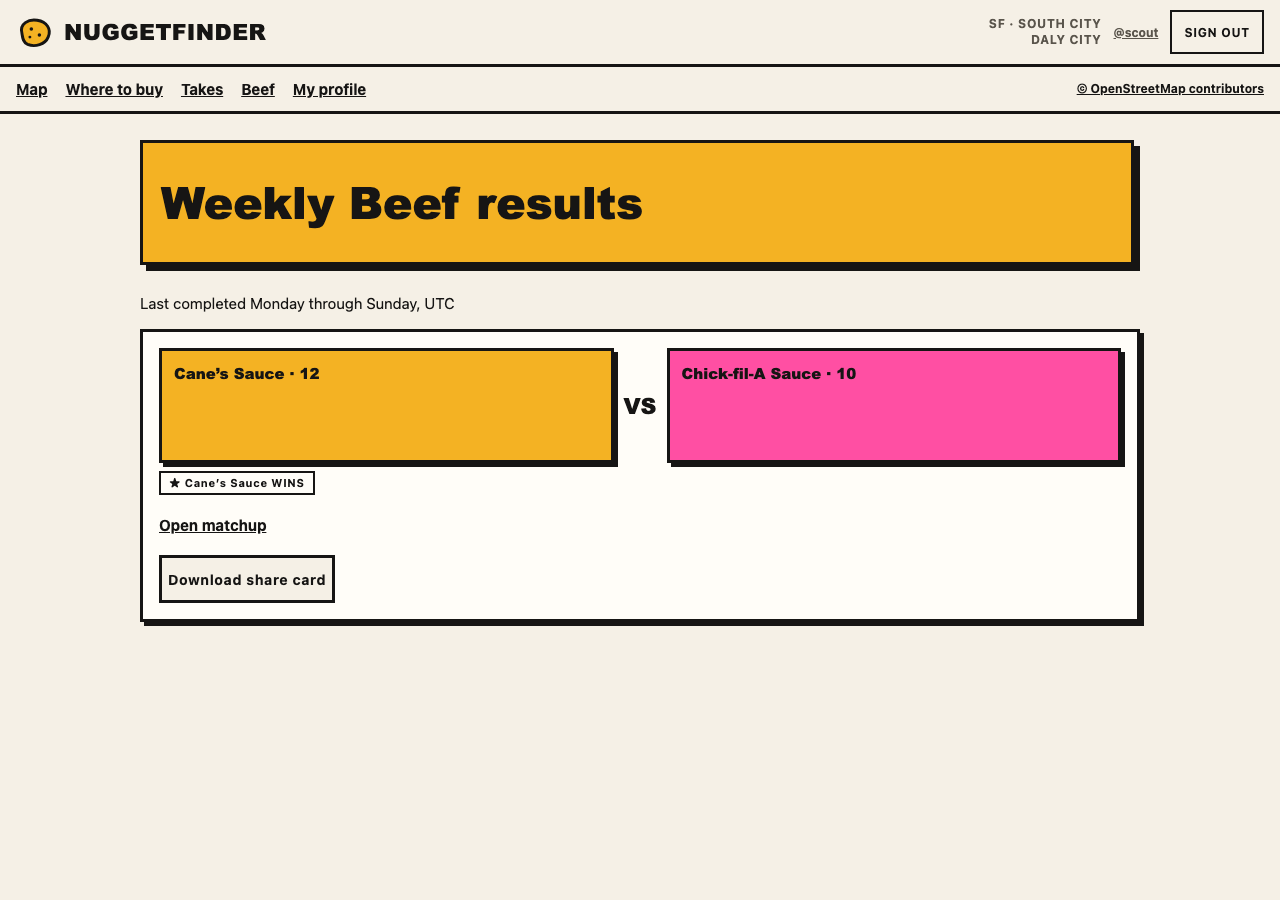 NUGGETFINDER
SF · SOUTH CITY
DALY CITY
@scout
SIGN OUT
Map
Where to buy
Takes
Beef
My profile
© OpenStreetMap contributors
Weekly Beef results
Last completed Monday through Sunday, UTC
Cane’s Sauce · 12
VS
Chick-fil-A Sauce · 10
★ Cane’s Sauce WINS
Open matchup
Download share card